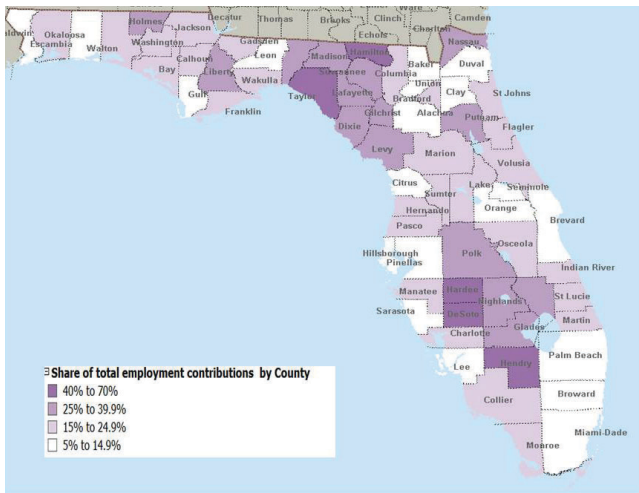 Ware
Decatur Thomas Brooks Clinch Charlton Camden
Echols
Holmes Jackson
Okaloosa
Escambia Walton Washington Gadsden
Leon Madison Hamilton Nassau
Calhoun Baker Duval
Bay Liberty Wakulla Suwannee Columbia
Union
Gulf Taylor Lafayette Bradford Clay St Johns
Franklin Gilchrist Alachua Putnam
Dixie Flagler
Levy Marion
Volusia
Citrus Lake Seminole
Sumter
Hernando Orange Brevard
Pasco
Osceola
Hillsborough Polk
Pinellas Indian River
Manatee Hardee St Lucie
Highlands
Sarasota DeSoto Martin
Charlotte Glades
Lee Hendry Palm Beach
Collier Broward
Miami-Dade
Monroe
Share of total employment contributions by County
40% to 70%
25% to 39.9%
15% to 24.9%
5% to 14.9%